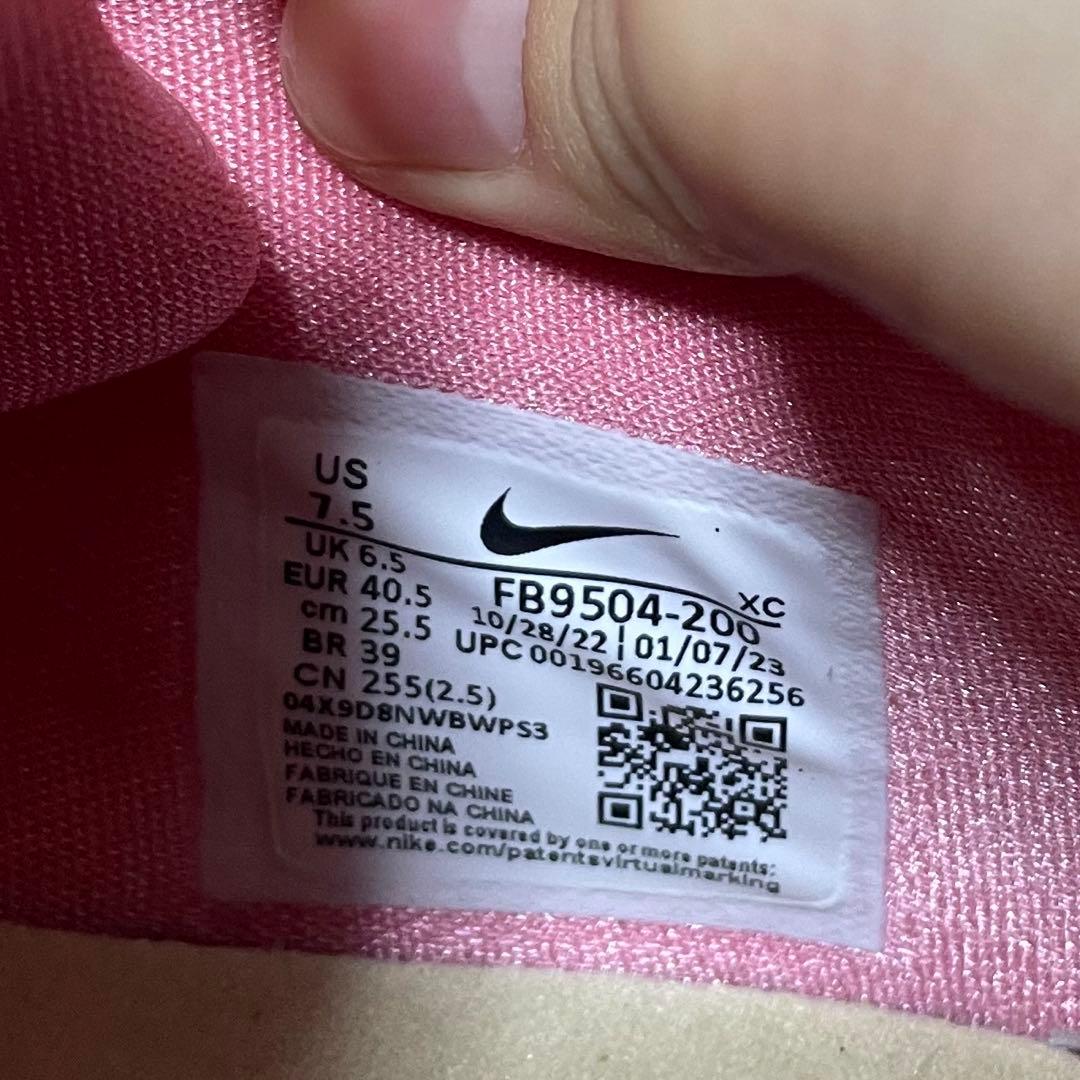 US
7.5
UK 6.5
EUR 40.5
cm 25.5
BR 39
CN 255(2.5)
XC
FB9504-200
10/28/22 | 01/07/23
UPC 00196604236256
04X9D8NWBWPS3
MADE IN CHINA
HECHO EN CHINA
FABRIQUE EN CHINE
FABRICADO NA CHINA
This product is covered by one or more patents:
www.nike.com/patentsvirtualmarking